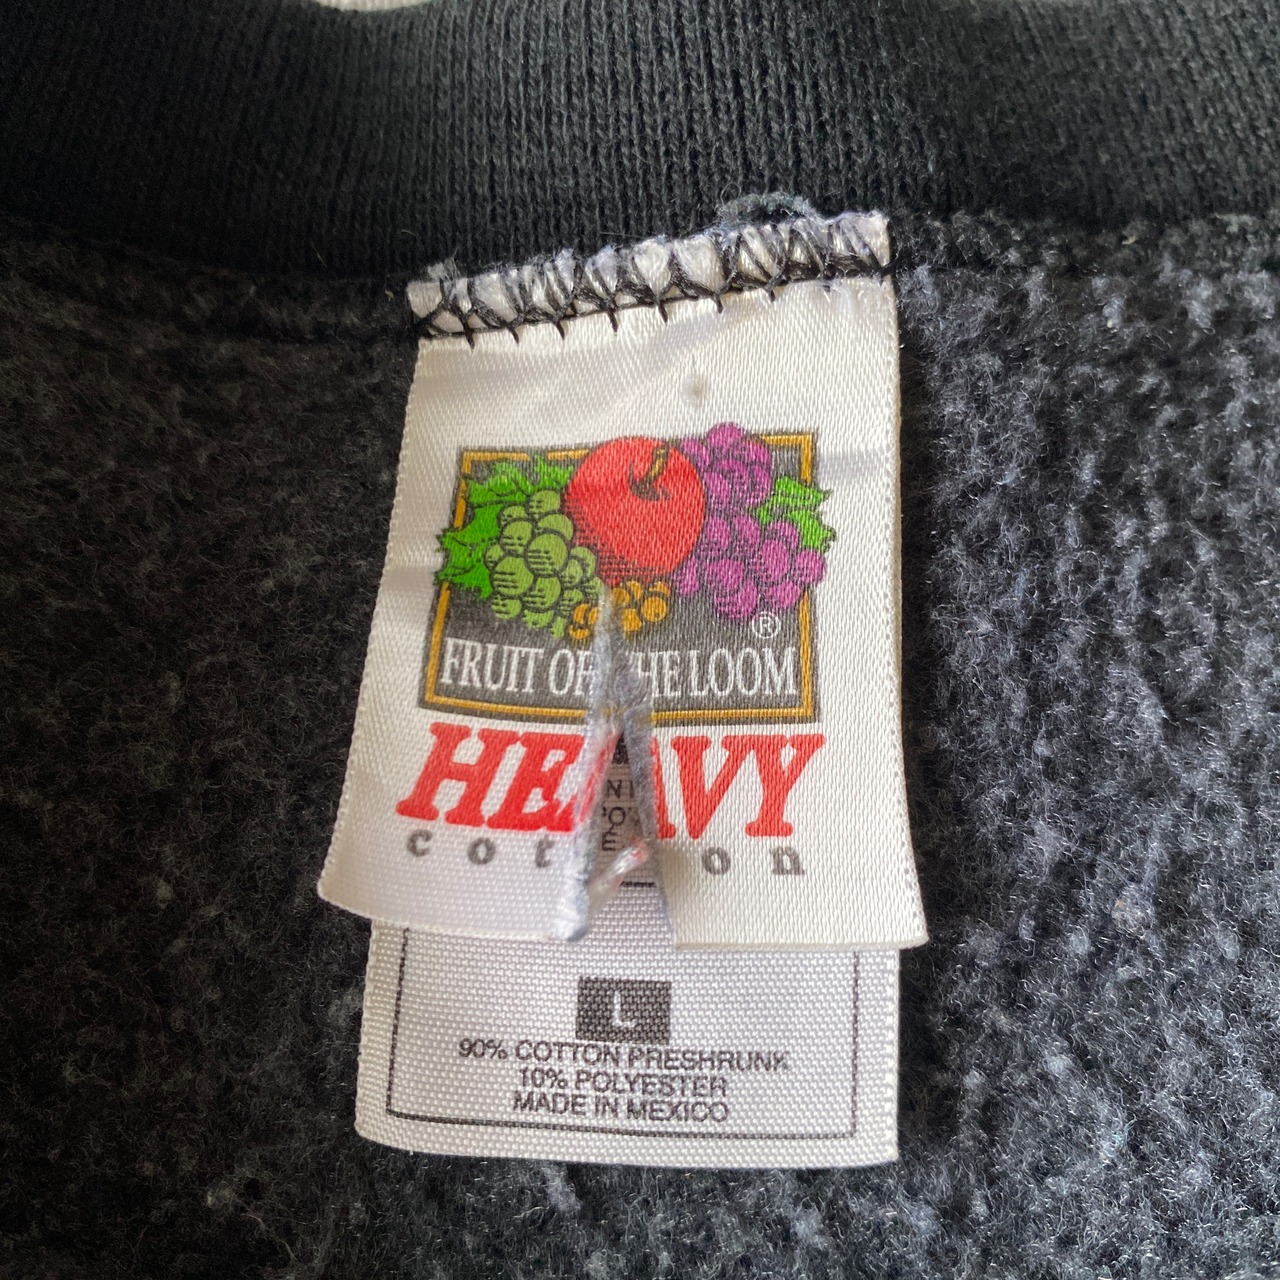 ®
FRUIT OF THE LOOM
HEAVY
cotton
L
90% COTTON PRESHRUNK
10% POLYESTER
MADE IN MEXICO